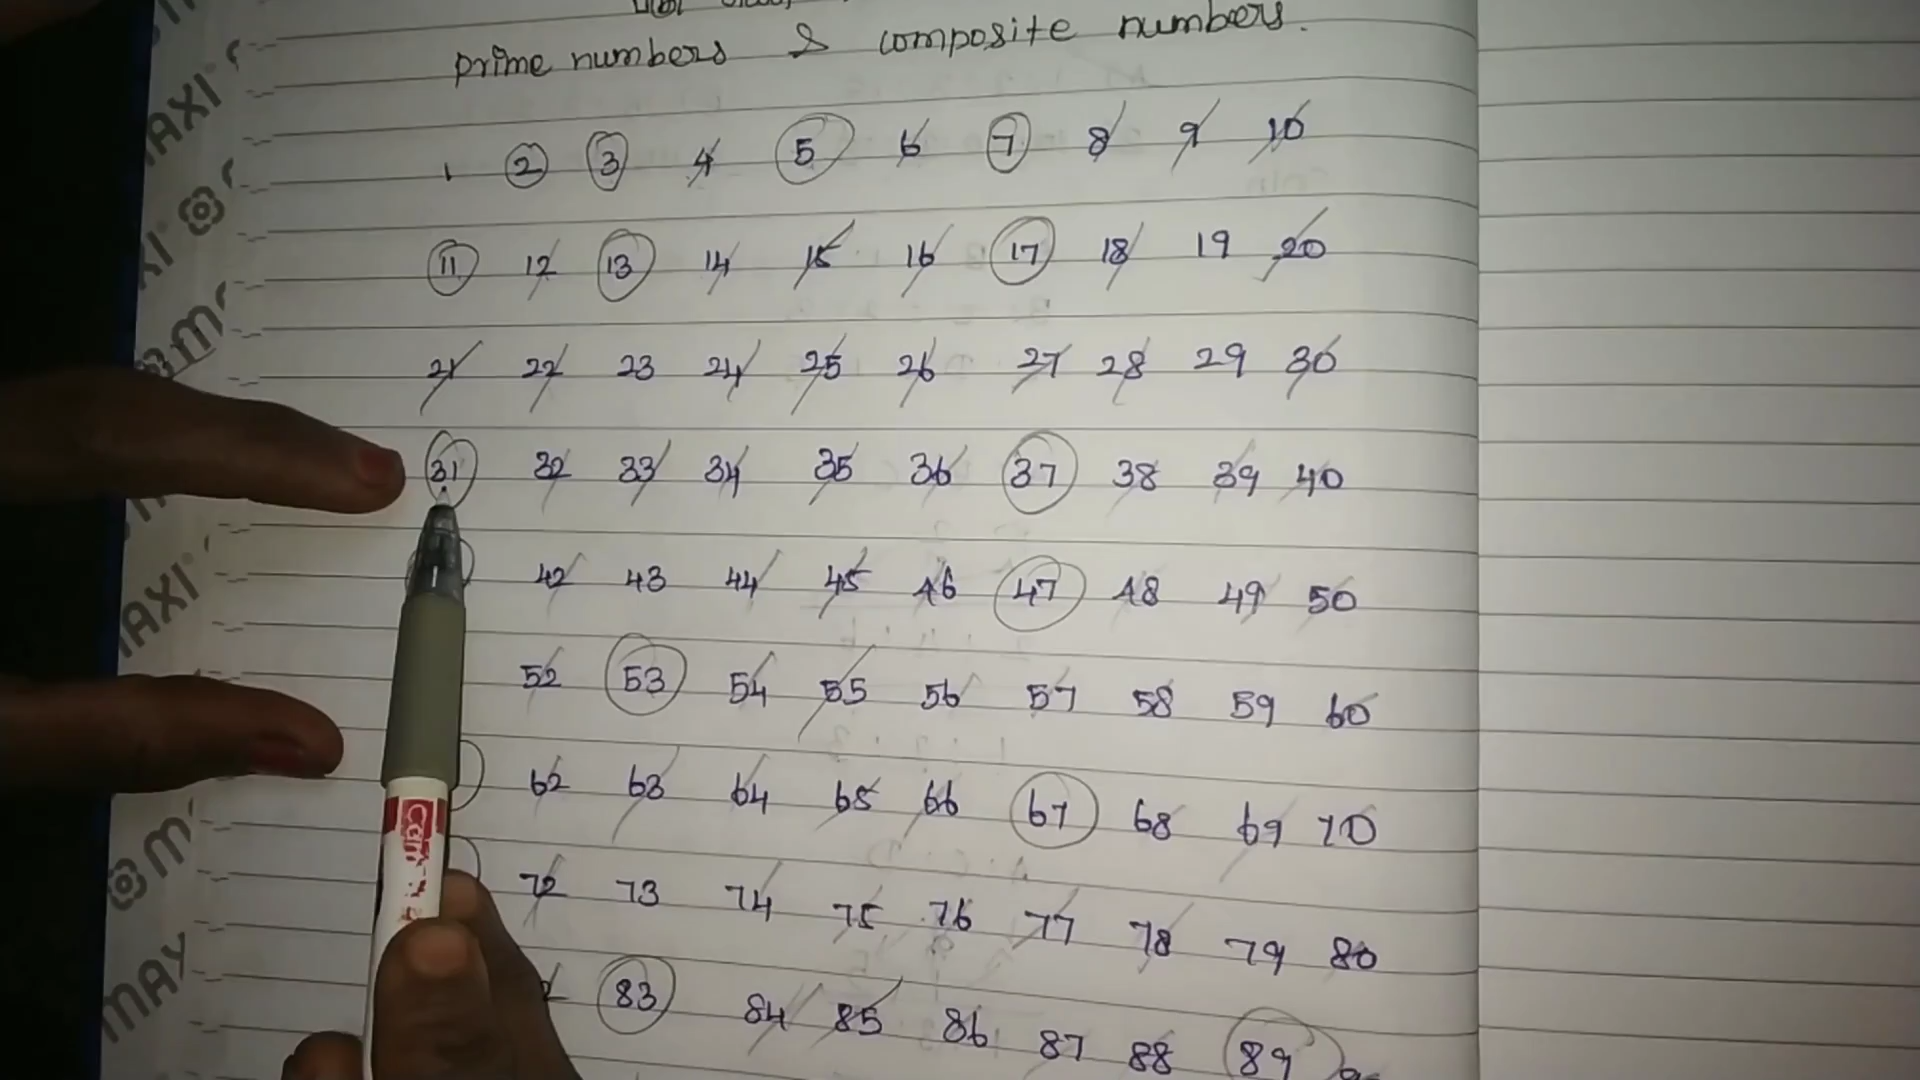 prime numbers & composite numbers.
1 2 3 4 5 6 7 8 9 10
11 12 13 14 15 16 17 18 19 20
21 22 23 24 25 26 27 28 29 30
31 32 33 34 35 36 37 38 39 40
42 43 44 45 46 47 48 49 50
52 53 54 55 56 57 58 59 60
62 63 64 65 66 67 68 69 70
72 73 74 75 76 77 78 79 80
83 84 85 86 87 88 89